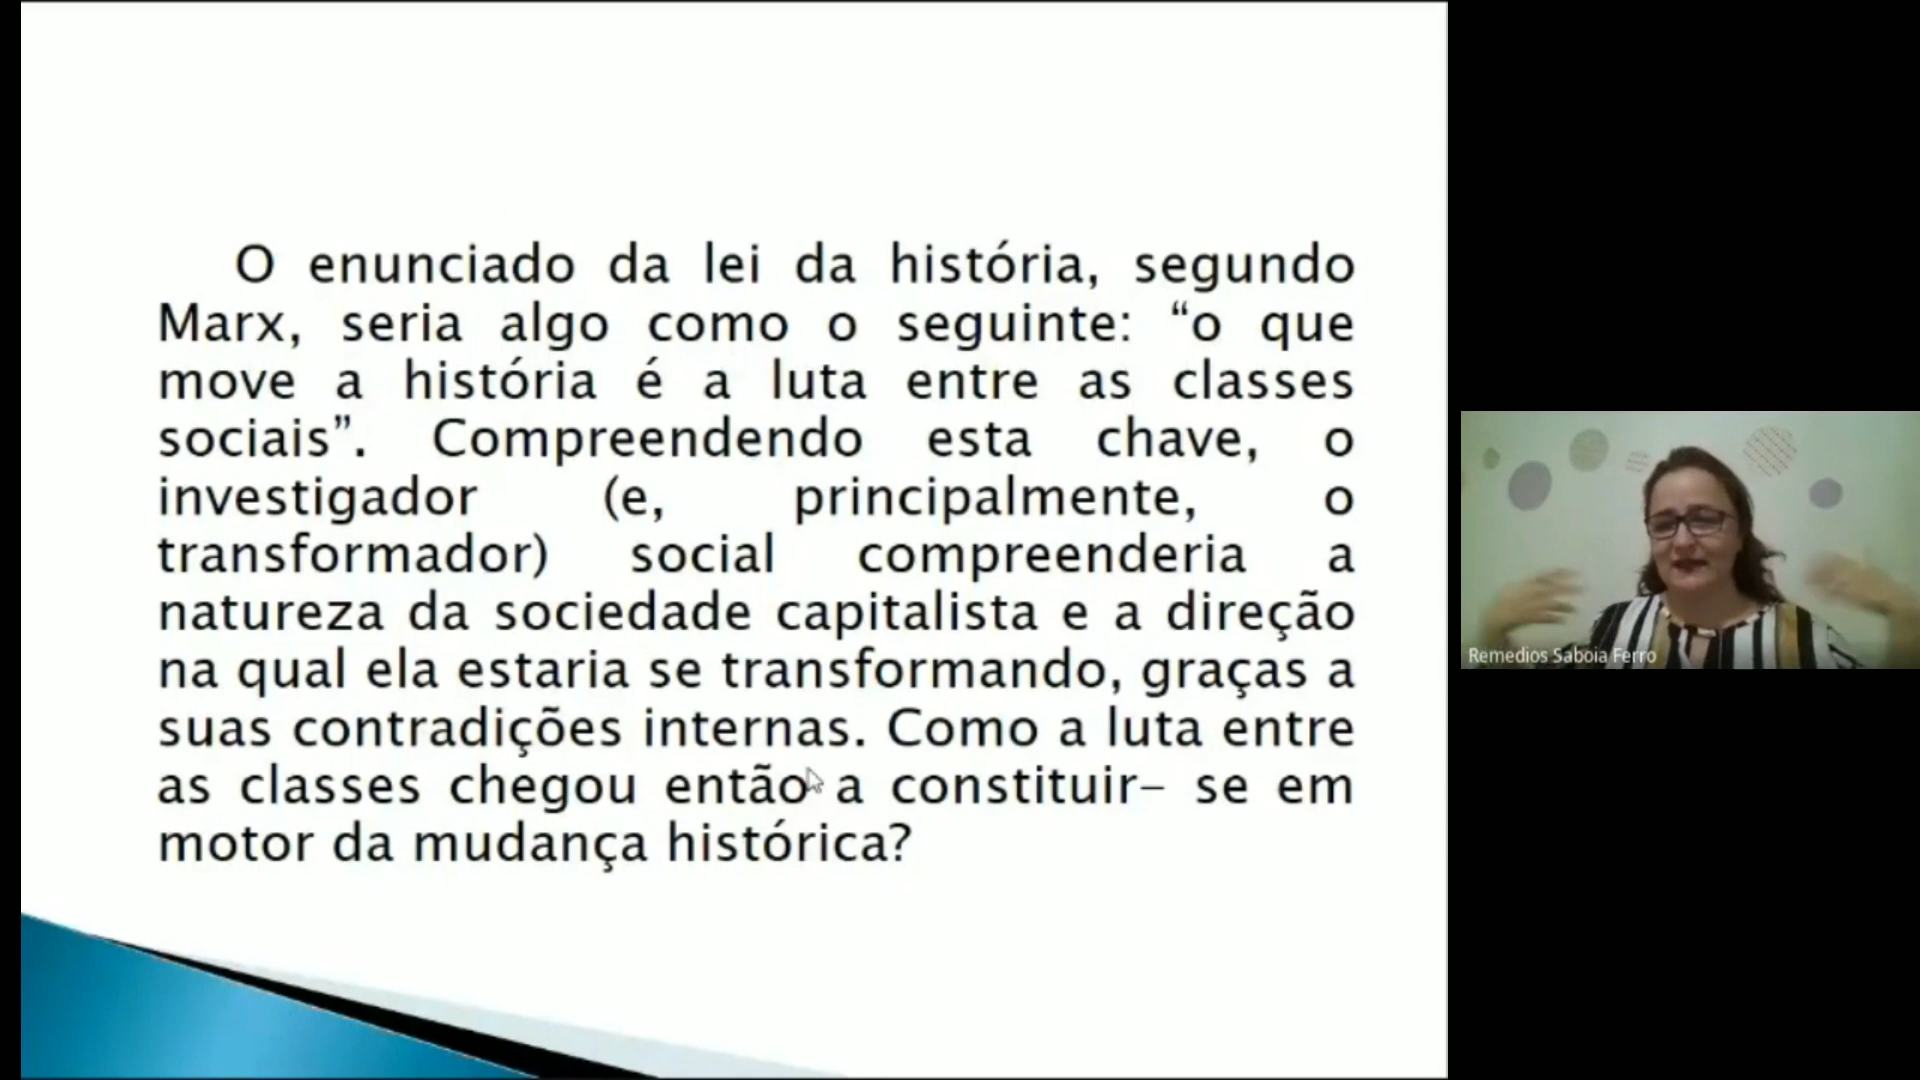 O enunciado da lei da história, segundo
Marx, seria algo como o seguinte: “o que
move a história é a luta entre as classes
sociais”. Compreendendo esta chave, o
investigador (e, principalmente, o
transformador) social compreenderia a
natureza da sociedade capitalista e a direção
na qual ela estaria se transformando, graças a
suas contradições internas. Como a luta entre
as classes chegou então a constituir- se em
motor da mudança histórica?
Remedios Saboia Ferro